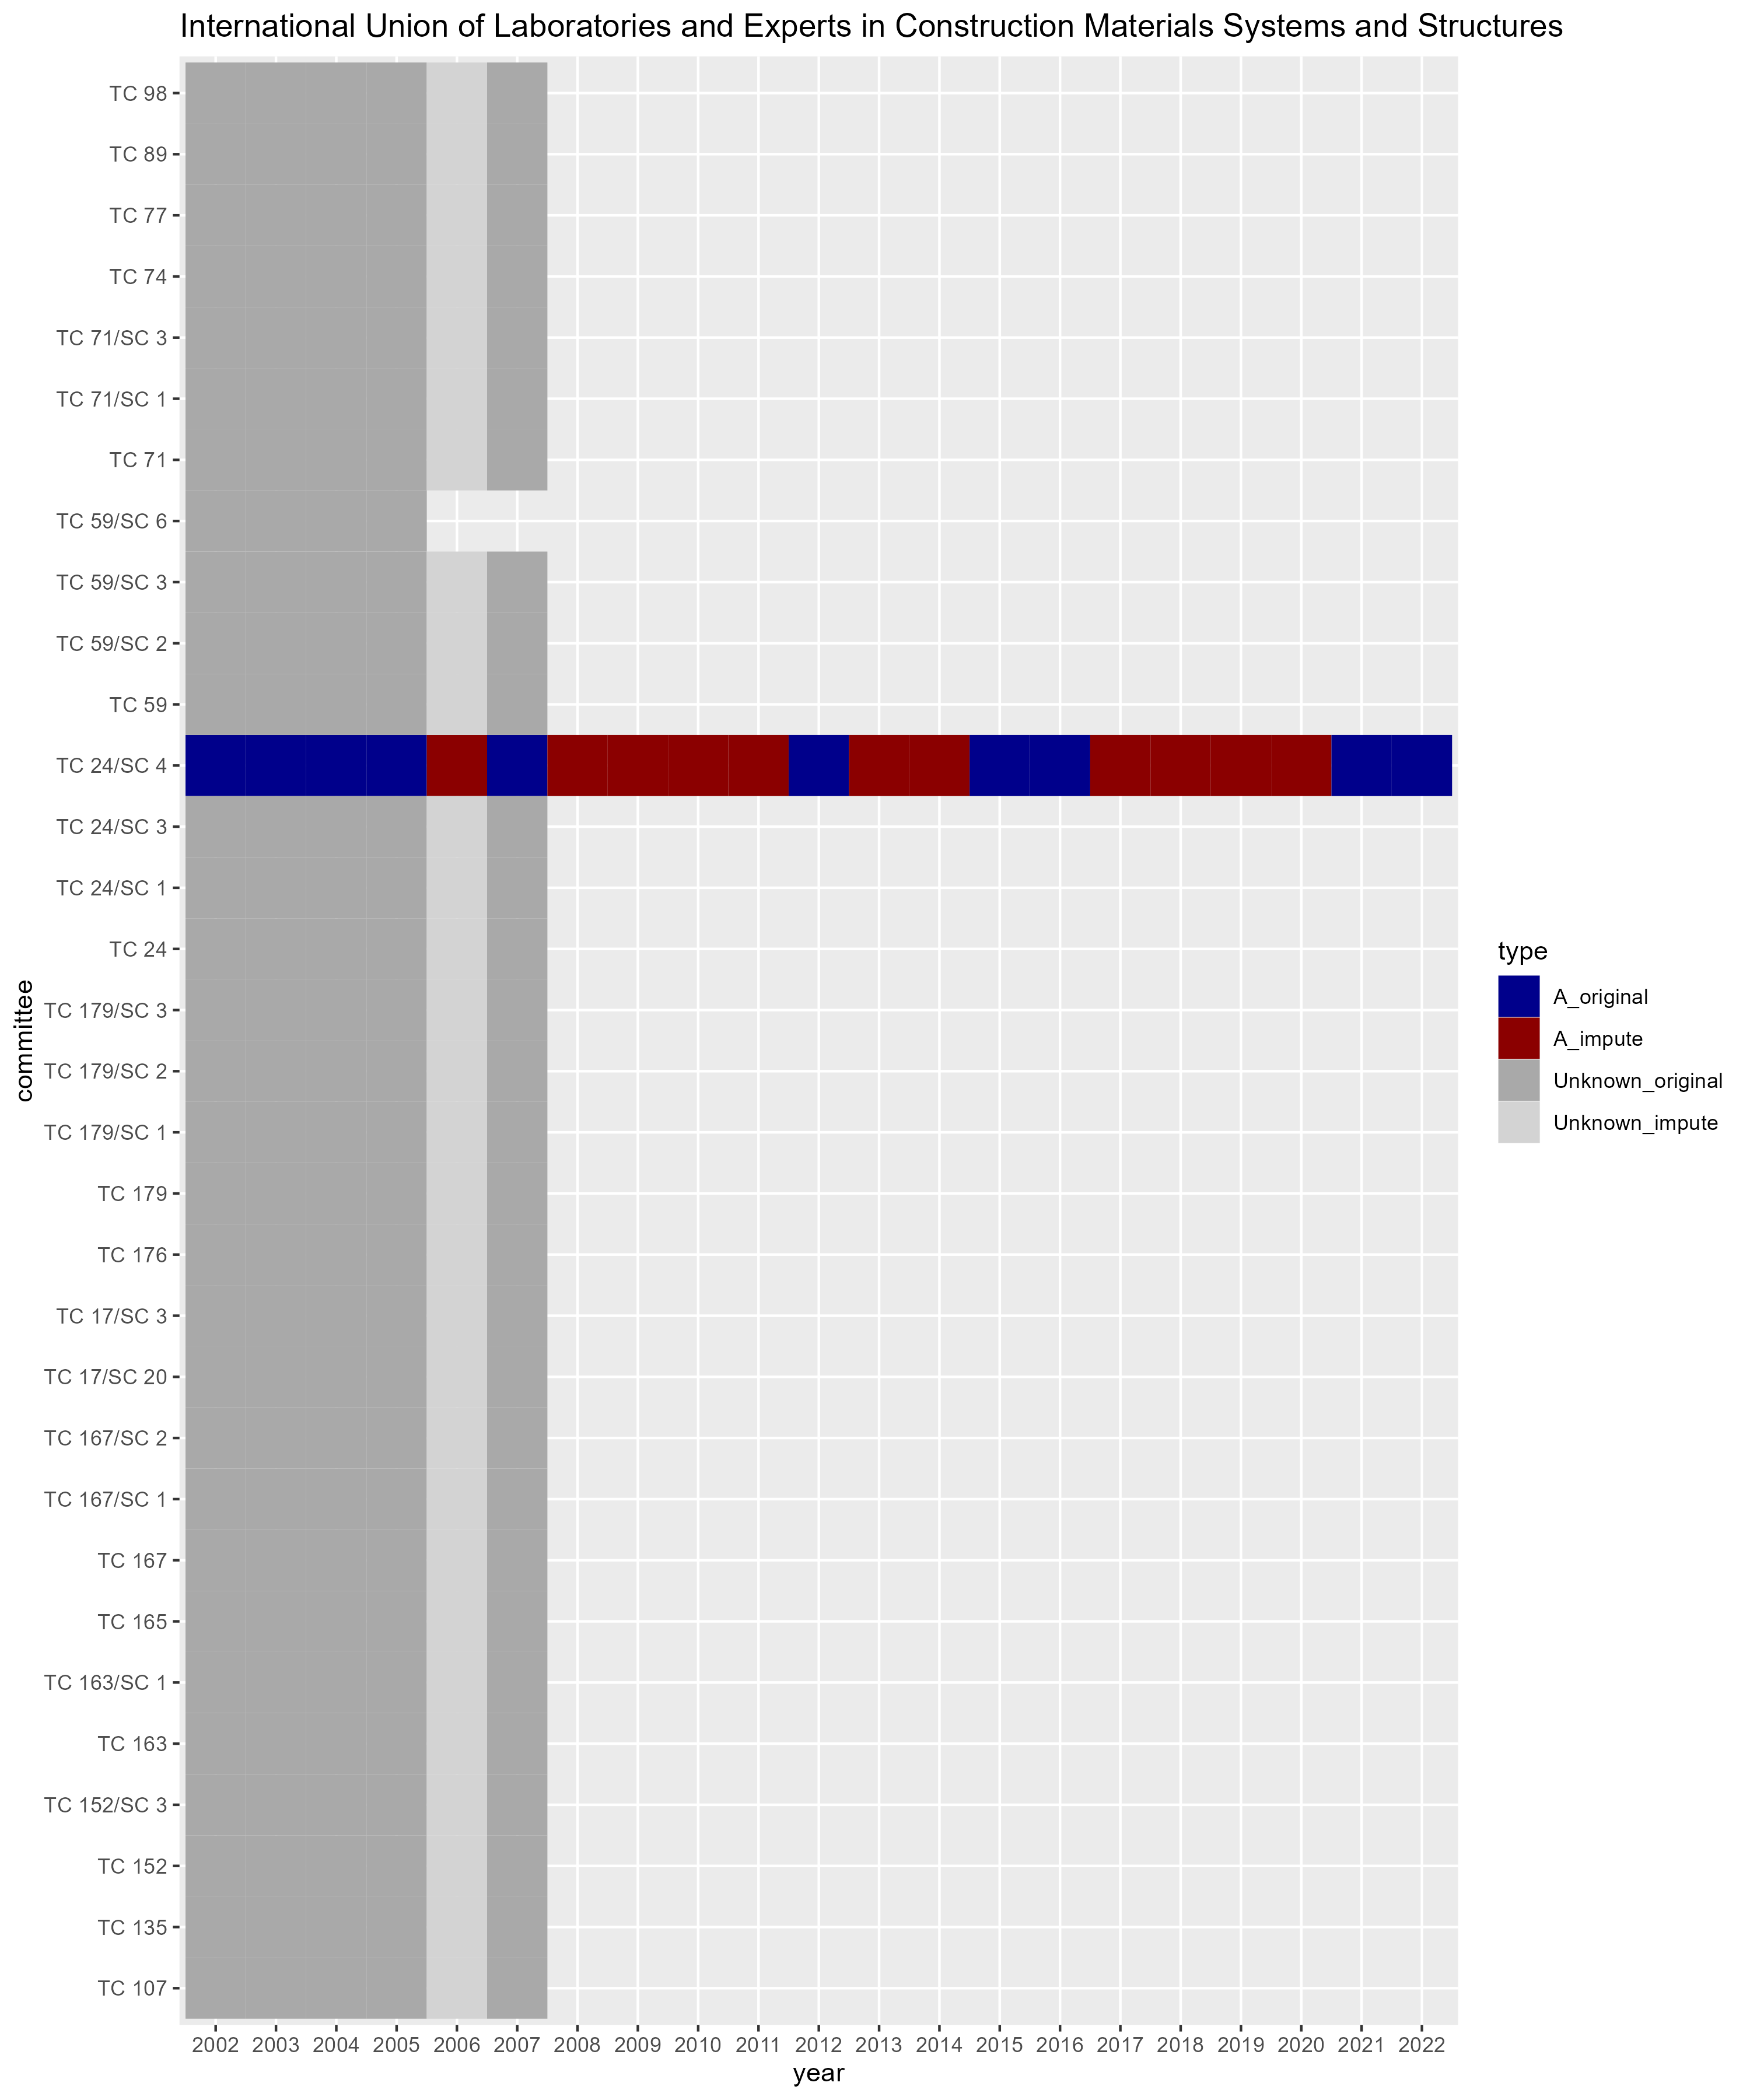 International Union of Laboratories and Experts in Construction Materials Systems and Structures
committee
TC 98
TC 89
TC 77
TC 74
TC 71/SC 3
TC 71/SC 1
TC 71
TC 59/SC 6
TC 59/SC 3
TC 59/SC 2
TC 59
TC 24/SC 4
TC 24/SC 3
TC 24/SC 1
TC 24
TC 179/SC 3
TC 179/SC 2
TC 179/SC 1
TC 179
TC 176
TC 17/SC 3
TC 17/SC 20
TC 167/SC 2
TC 167/SC 1
TC 167
TC 165
TC 163/SC 1
TC 163
TC 152/SC 3
TC 152
TC 135
TC 107
2002 2003 2004 2005 2006 2007 2008 2009 2010 2011 2012 2013 2014 2015 2016 2017 2018 2019 2020 2021 2022
year
type
A_original
A_impute
Unknown_original
Unknown_impute